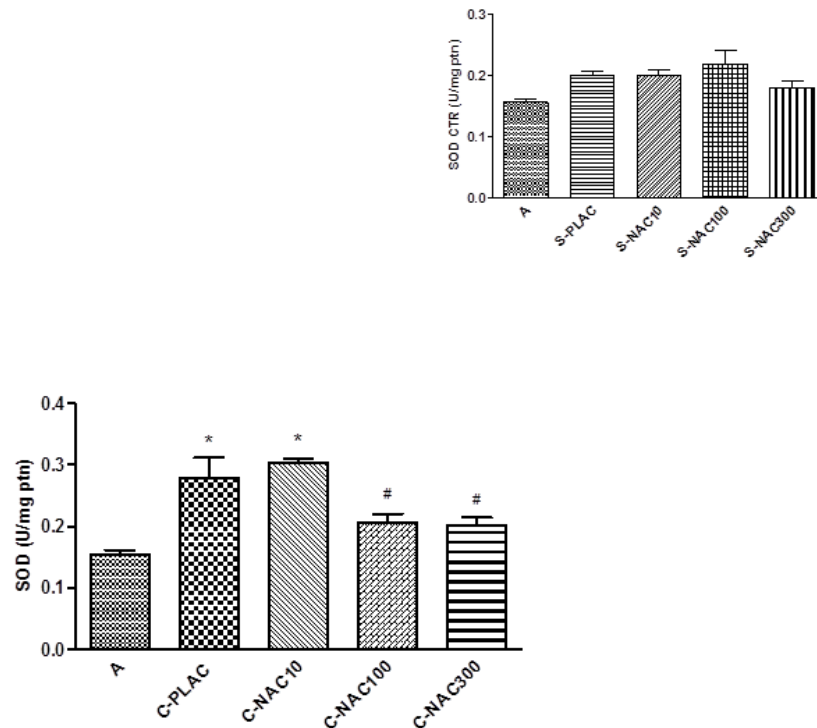 SOD CTR (U/mg ptn)
0.3
0.2
0.1
0.0
A
S-PLAC
S-NAC10
S-NAC100
S-NAC300
SOD (U/mg ptn)
0.4
0.3
0.2
0.1
0.0
*
*
#
#
A
C-PLAC
C-NAC10
C-NAC100
C-NAC300